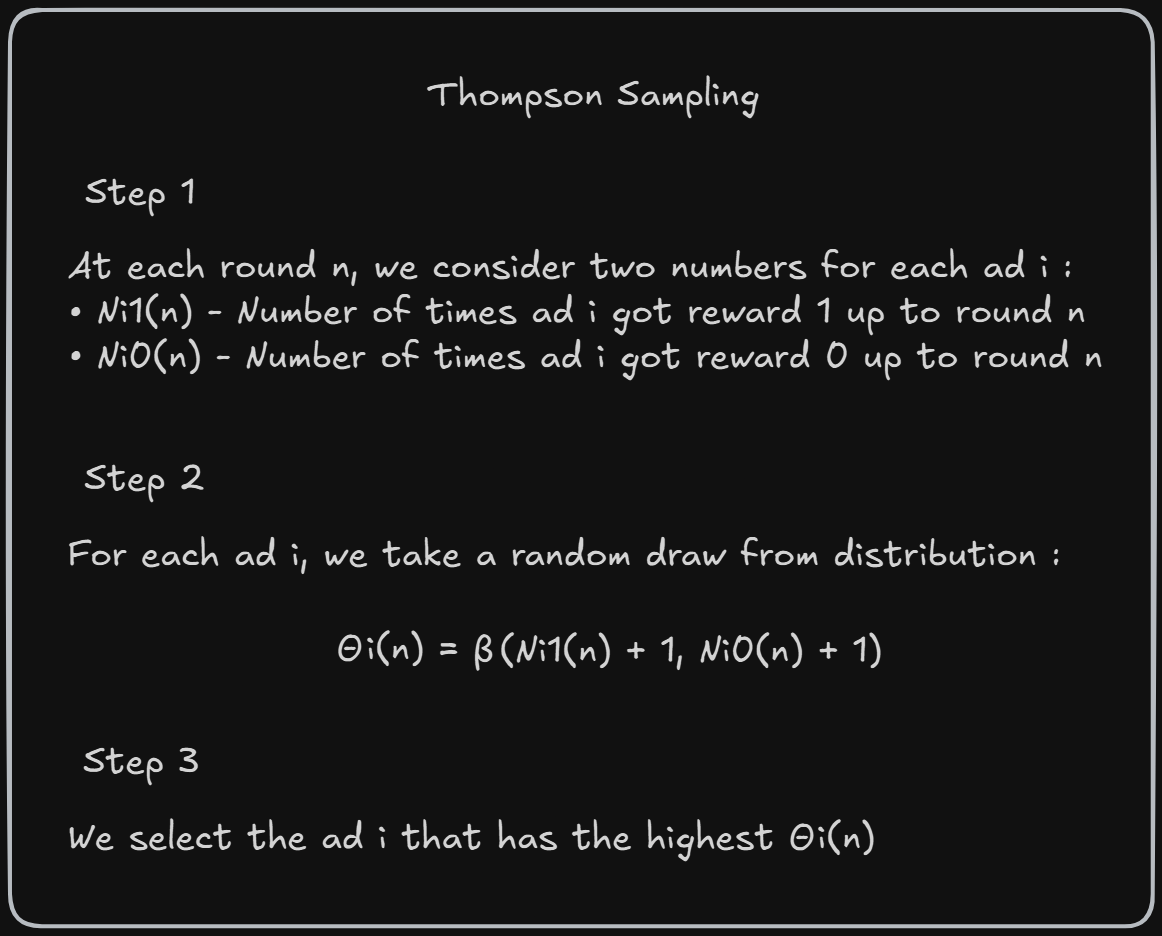 Thompson Sampling
Step 1
At each round n, we consider two numbers for each ad i :
• Ni1(n) - Number of times ad i got reward 1 up to round n
• Ni0(n) - Number of times ad i got reward 0 up to round n
Step 2
For each ad i, we take a random draw from distribution :
Θi(n) = β(Ni1(n) + 1, Ni0(n) + 1)
Step 3
We select the ad i that has the highest Θi(n)